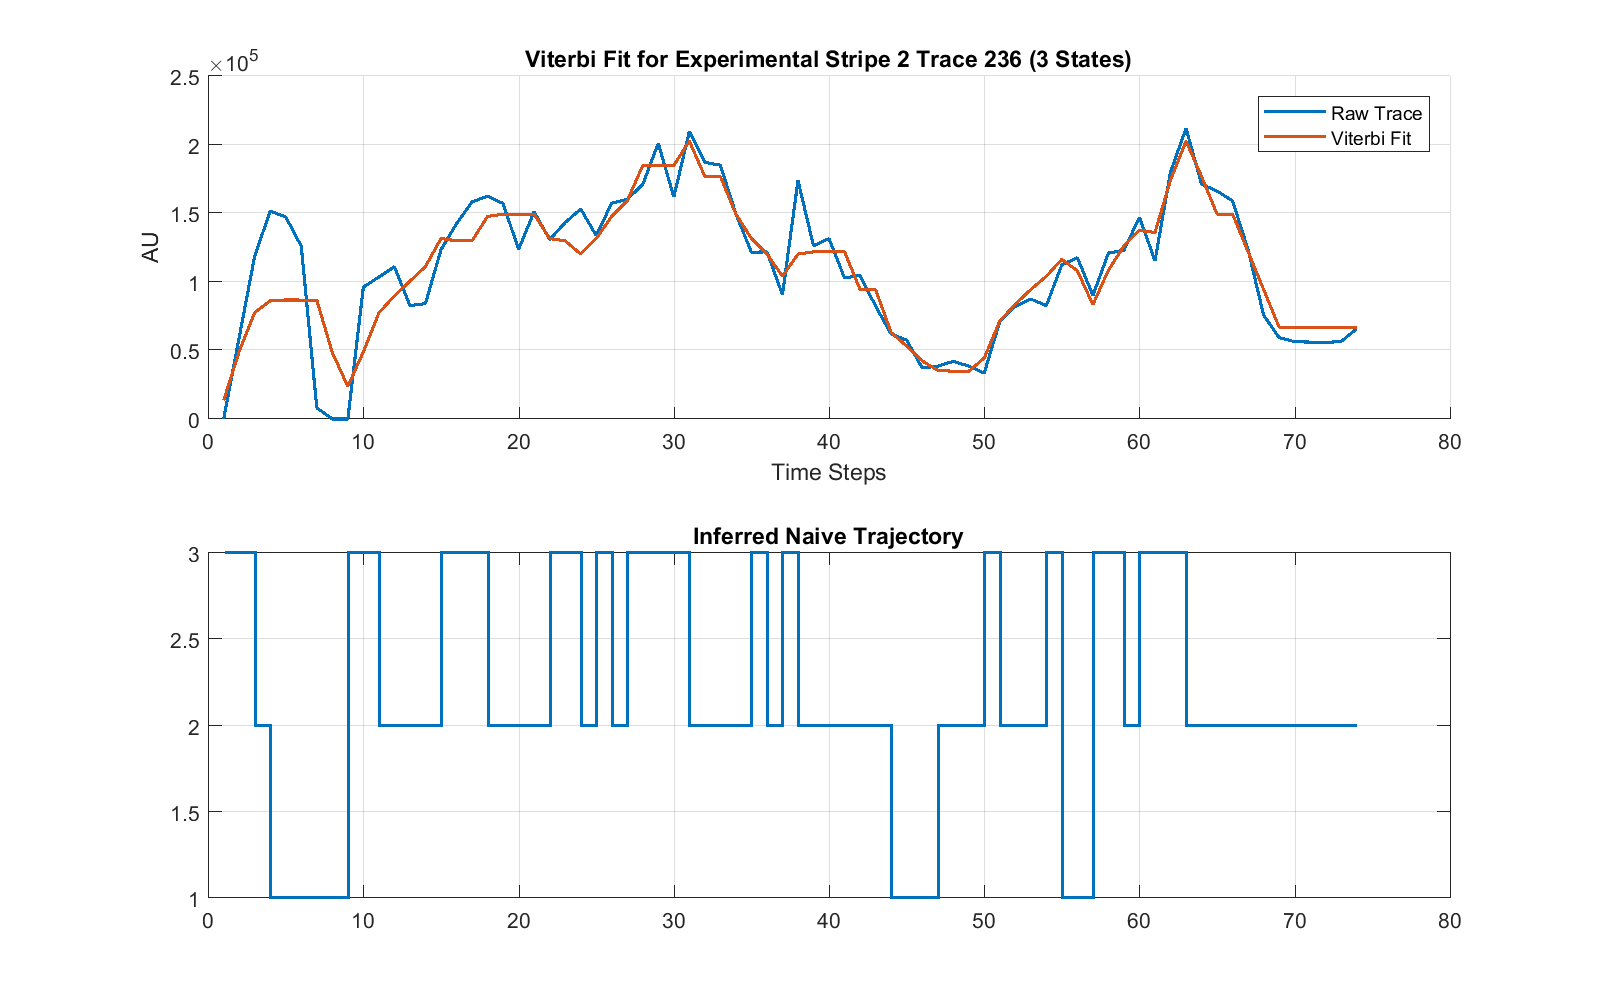 Viterbi Fit for Experimental Stripe 2 Trace 236 (3 States)
×10^5
2.5
2
1.5
1
0.5
0
AU
Raw Trace
Viterbi Fit
0 10 20 30 40 50 60 70 80
Time Steps
Inferred Naive Trajectory
3
2.5
2
1.5
1
0 10 20 30 40 50 60 70 80